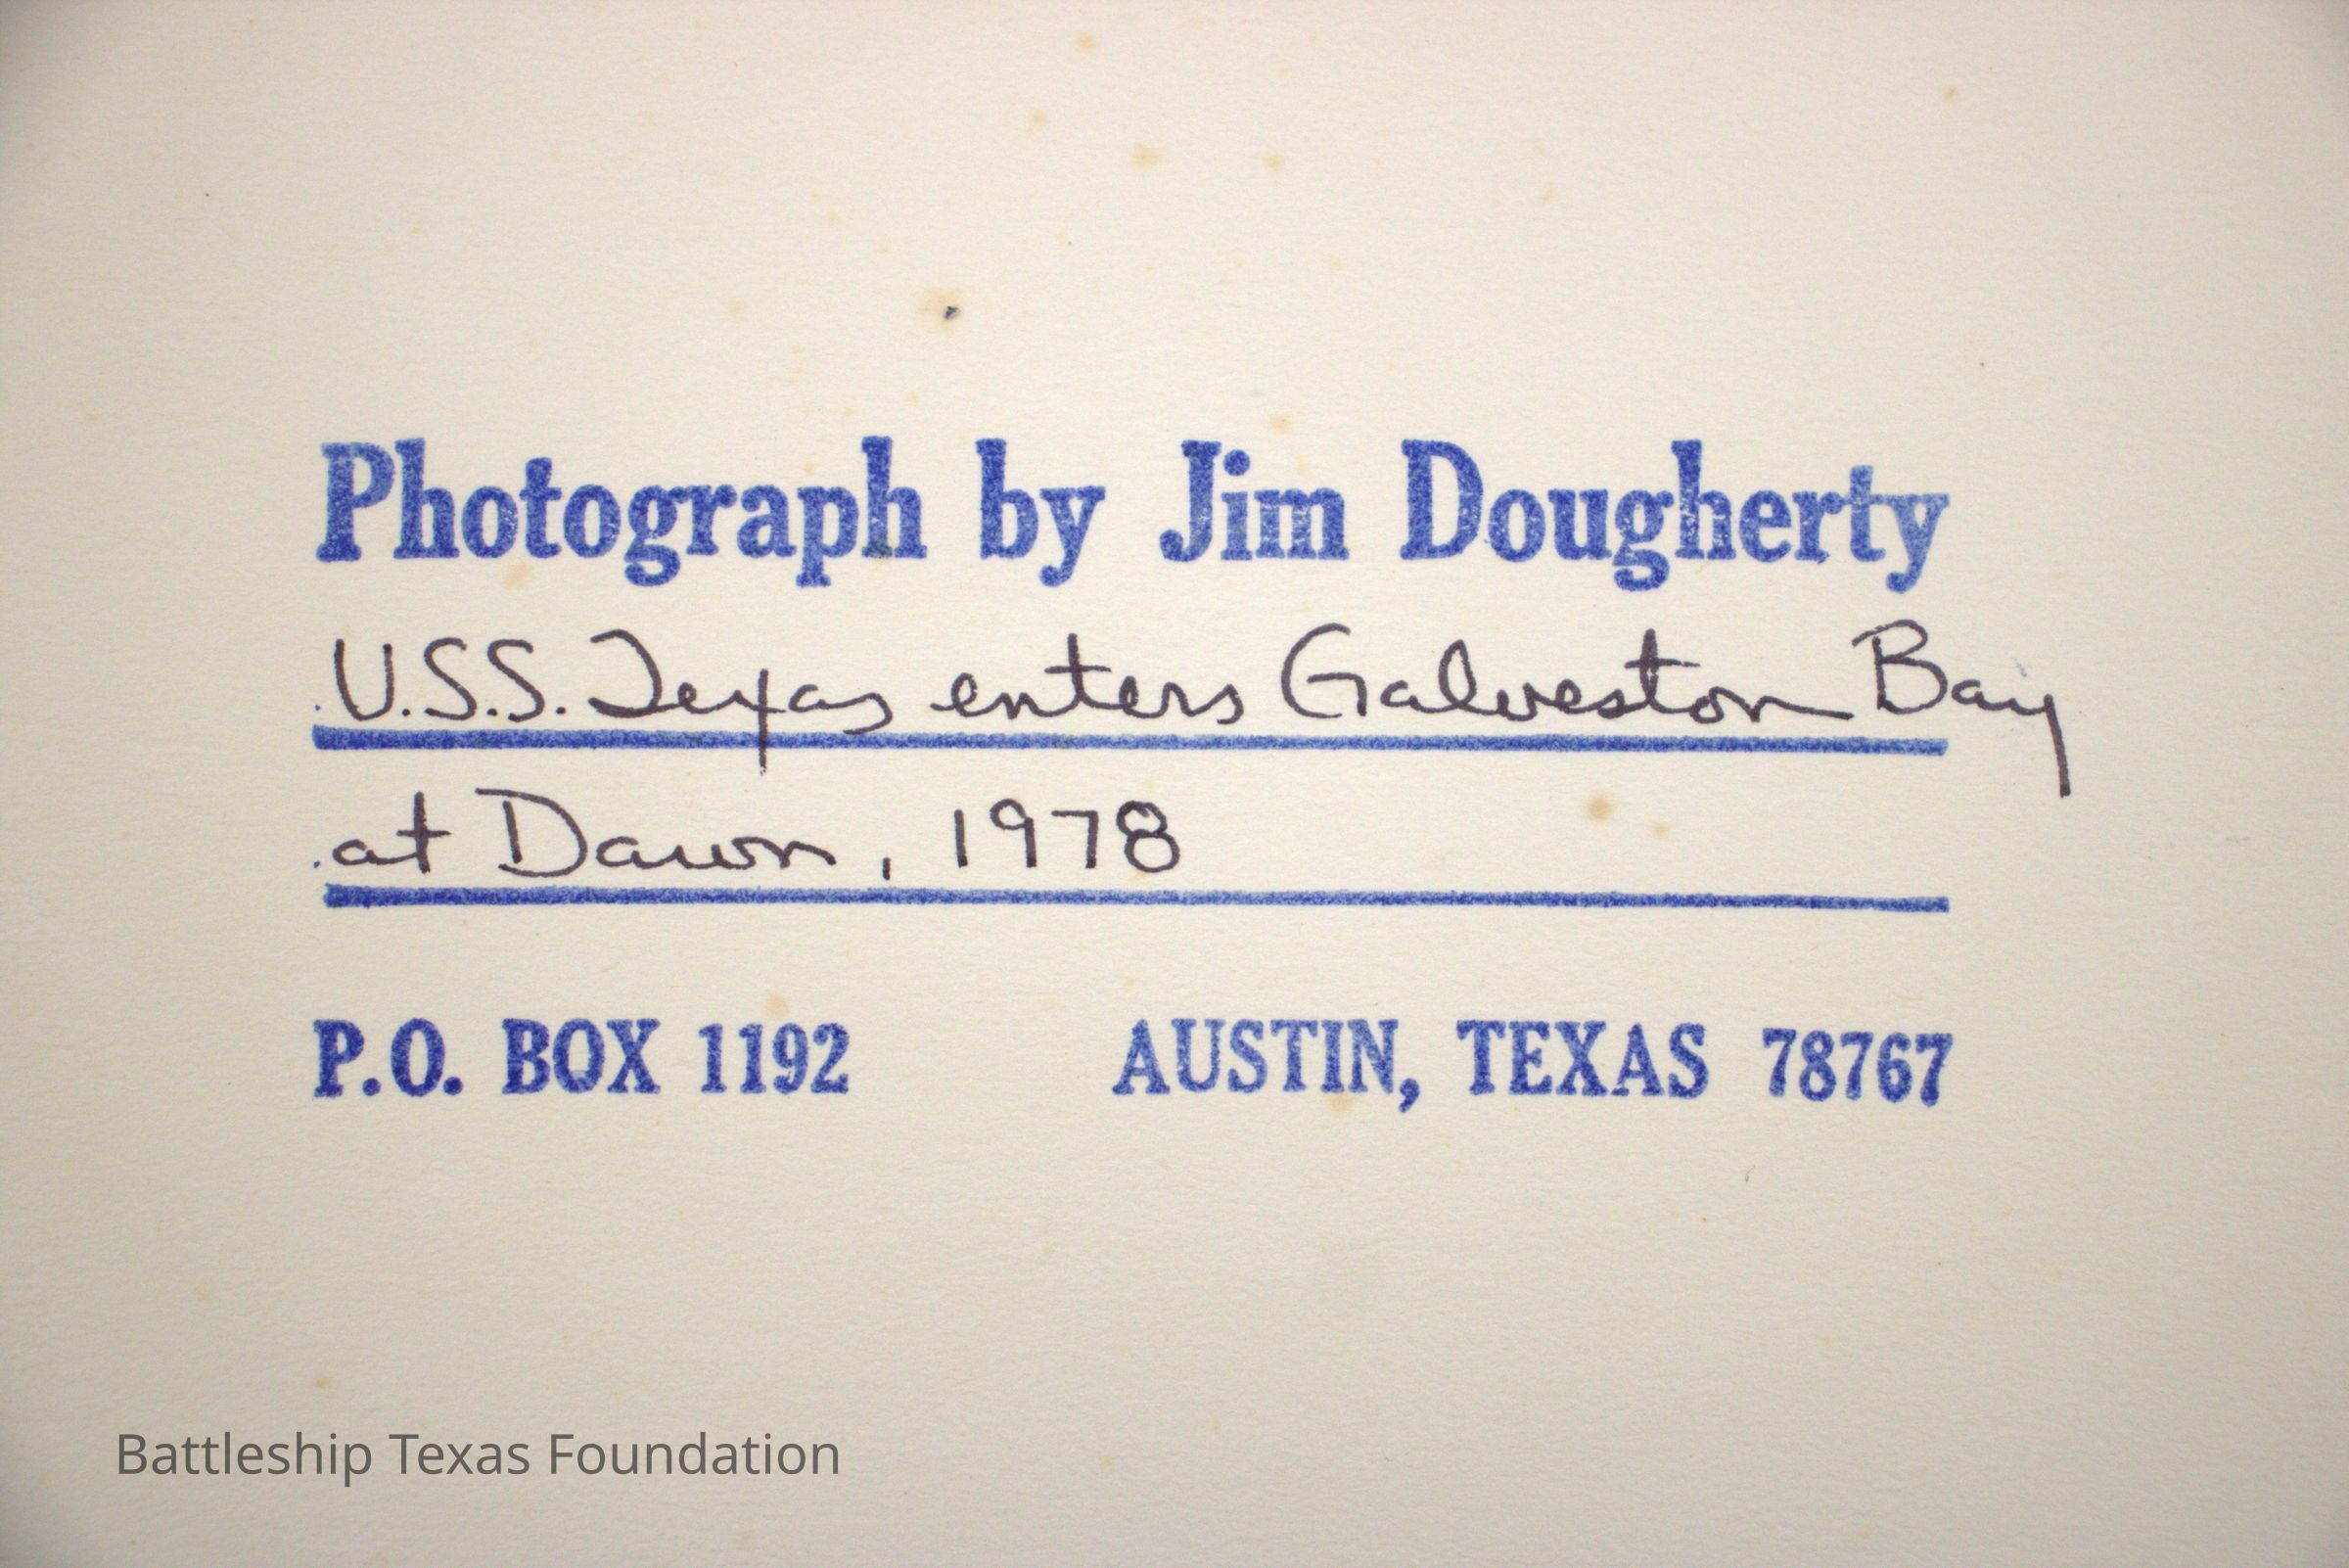 Photograph by Jim Dougherty
U.S.S. Texas enters Galveston Bay
at Dawn, 1978
P.O. BOX 1192 AUSTIN, TEXAS 78767
Battleship Texas Foundation